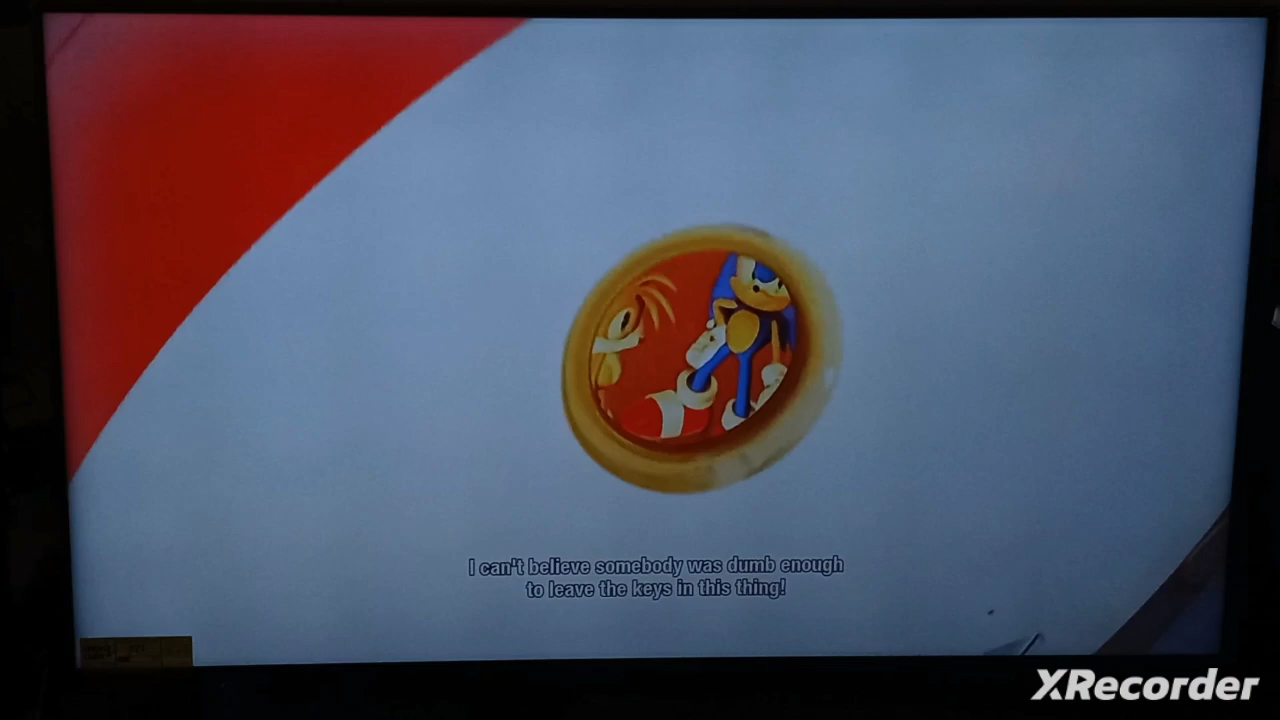 I can't believe somebody was dumb enough
to leave the keys in this thing!
XRecorder